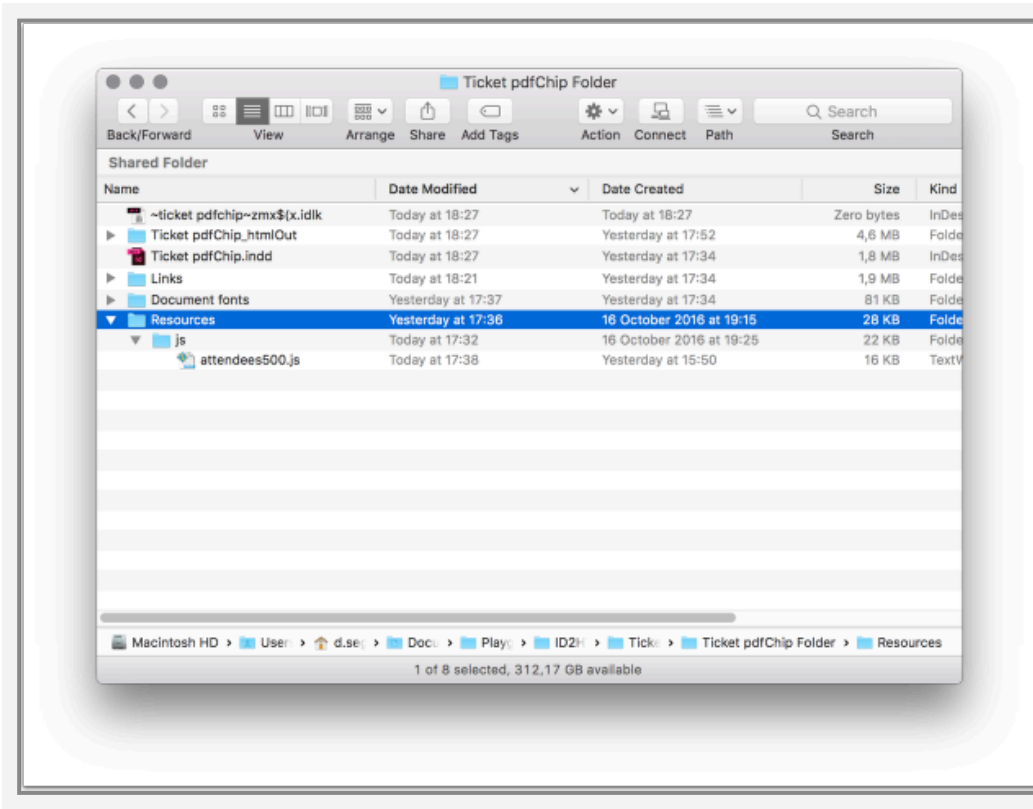 Ticket pdfChip Folder
Search
Back/Forward View Arrange Share Add Tags Action Connect Path Search
Shared Folder
Name Date Modified Date Created Size Kind
~ticket pdfchip~zmx${x.idlk Today at 18:27 Today at 18:27 Zero bytes InDes
Ticket pdfChip_htmlOut Today at 18:27 Yesterday at 17:52 4,6 MB Folde
Ticket pdfChip.indd Today at 18:27 Yesterday at 17:34 1,8 MB InDes
Links Today at 18:21 Yesterday at 17:34 1,9 MB Folde
Document fonts Yesterday at 17:37 Yesterday at 17:34 81 KB Folde
Resources Yesterday at 17:36 16 October 2016 at 19:15 28 KB Folde
js Today at 17:32 16 October 2016 at 19:25 22 KB Folde
attendees500.js Today at 17:38 Yesterday at 15:50 16 KB TextW
Macintosh HD › User › d.se › Docu › Play › ID2H › Ticke › Ticket pdfChip Folder › Resources
1 of 8 selected, 312,17 GB available